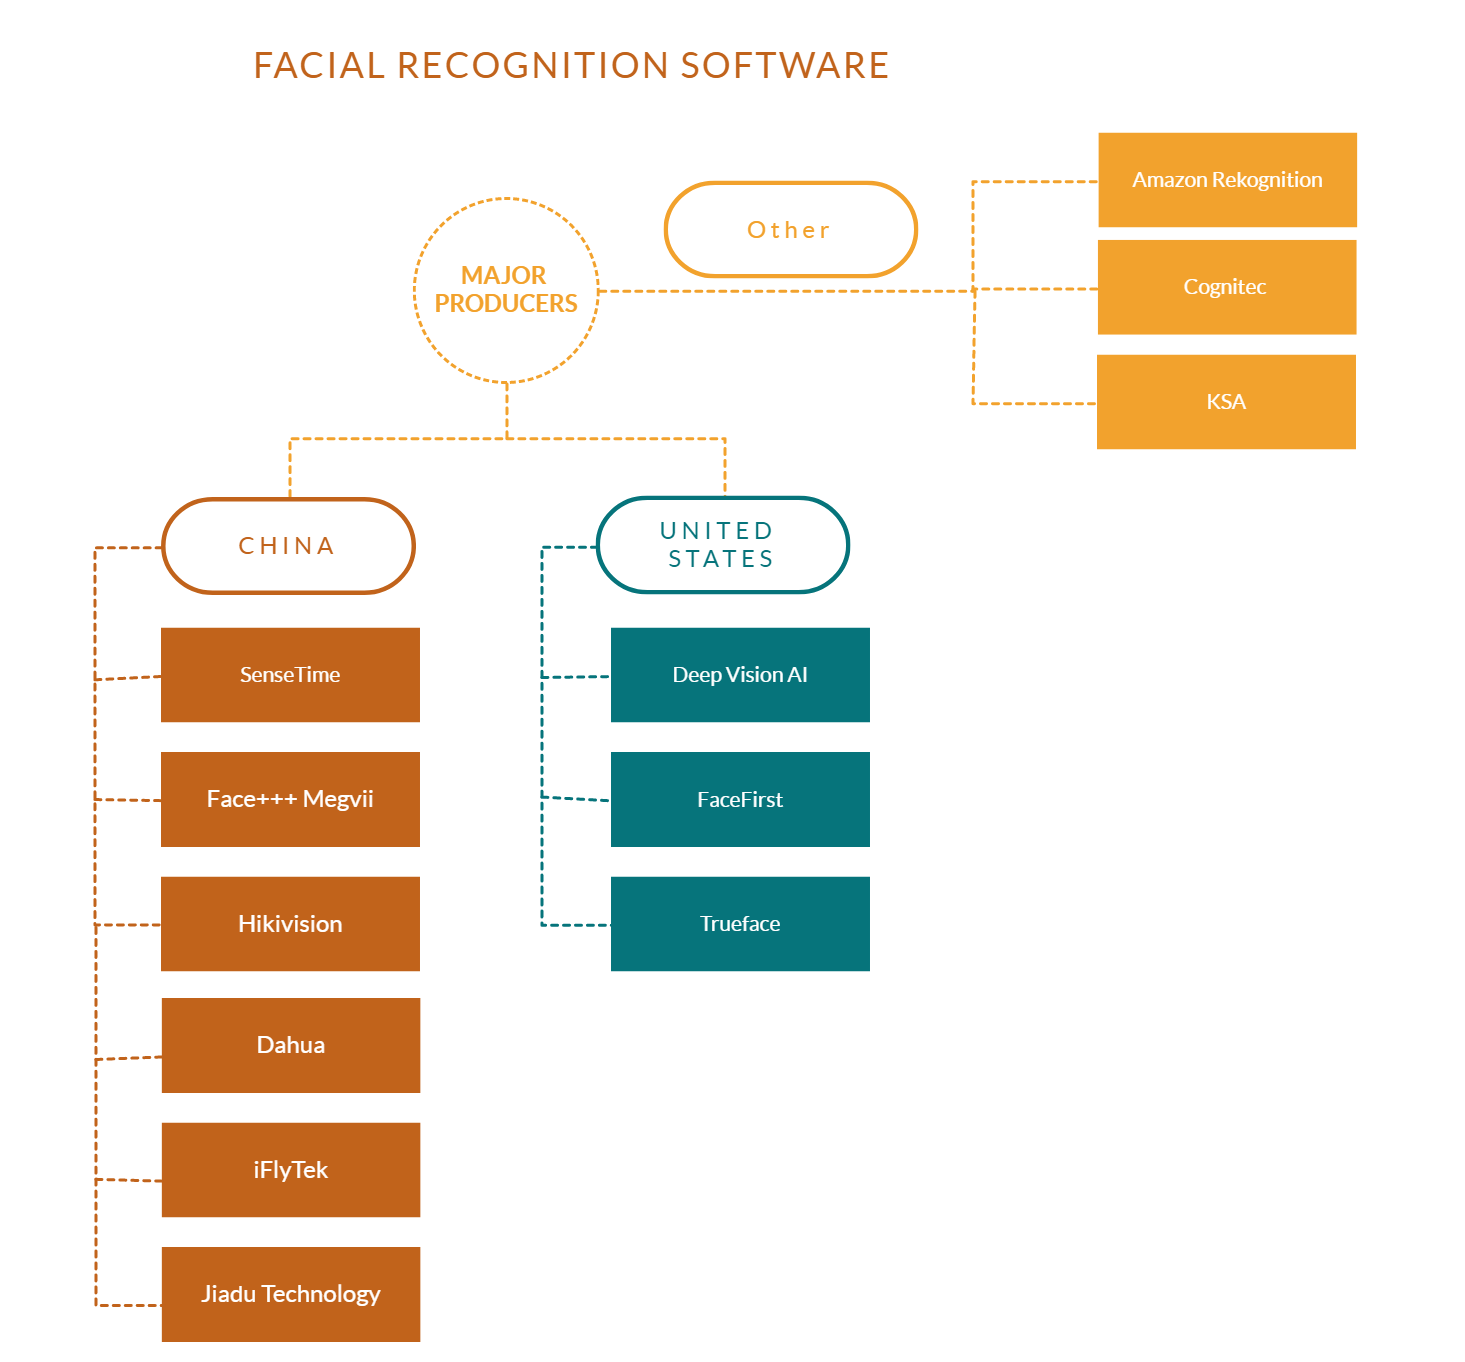 FACIAL RECOGNITION SOFTWARE
MAJOR
PRODUCERS
Other
Amazon Rekognition
Cognitec
KSA
CHINA
SenseTime
Face+++ Megvii
Hikivision
Dahua
iFlyTek
Jiadu Technology
UNITED
STATES
Deep Vision AI
FaceFirst
Trueface